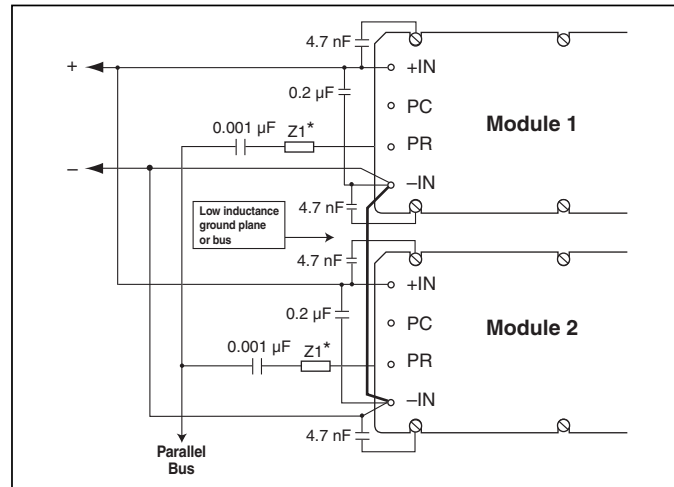 4.7 nF
+
+IN
0.2 µF
PC
Module 1
0.001 µF
Z1*
PR
–
–IN
4.7 nF
Low inductance
ground plane
or bus
4.7 nF
+IN
0.2 µF
PC
Module 2
0.001 µF
Z1*
PR
–IN
4.7 nF
Parallel
Bus